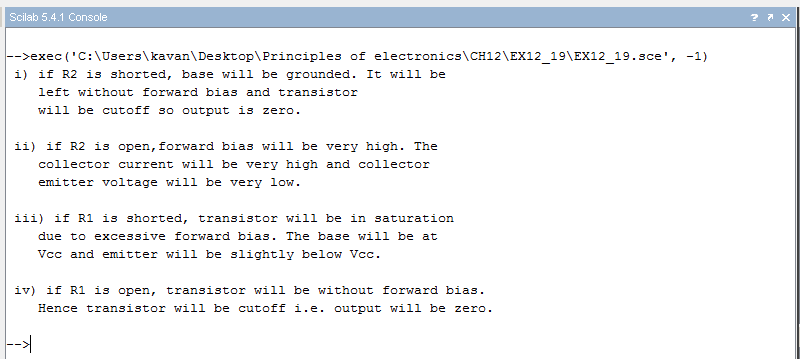 Scilab 5.4.1 Console
-->exec('C:\Users\kavan\Desktop\Principles of electronics\CH12\EX12_19\EX12_19.sce', -1)
i) if R2 is shorted, base will be grounded. It will be
left without forward bias and transistor
will be cutoff so output is zero.
ii) if R2 is open,forward bias will be very high. The
collector current will be very high and collector
emitter voltage will be very low.
iii) if R1 is shorted, transistor will be in saturation
due to excessive forward bias. The base will be at
Vcc and emitter will be slightly below Vcc.
iv) if R1 is open, transistor will be without forward bias.
Hence transistor will be cutoff i.e. output will be zero.
-->